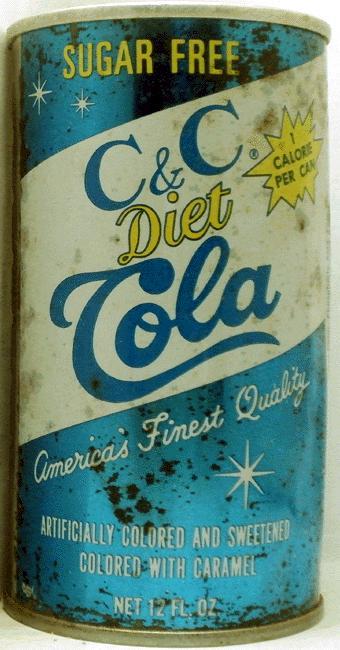 SUGAR FREE
C & C®
Diet
Cola
1
CALORIE
PER CAN
America's Finest Quality
ARTIFICIALLY COLORED AND SWEETENED
COLORED WITH CARAMEL
NET 12 FL. OZ.